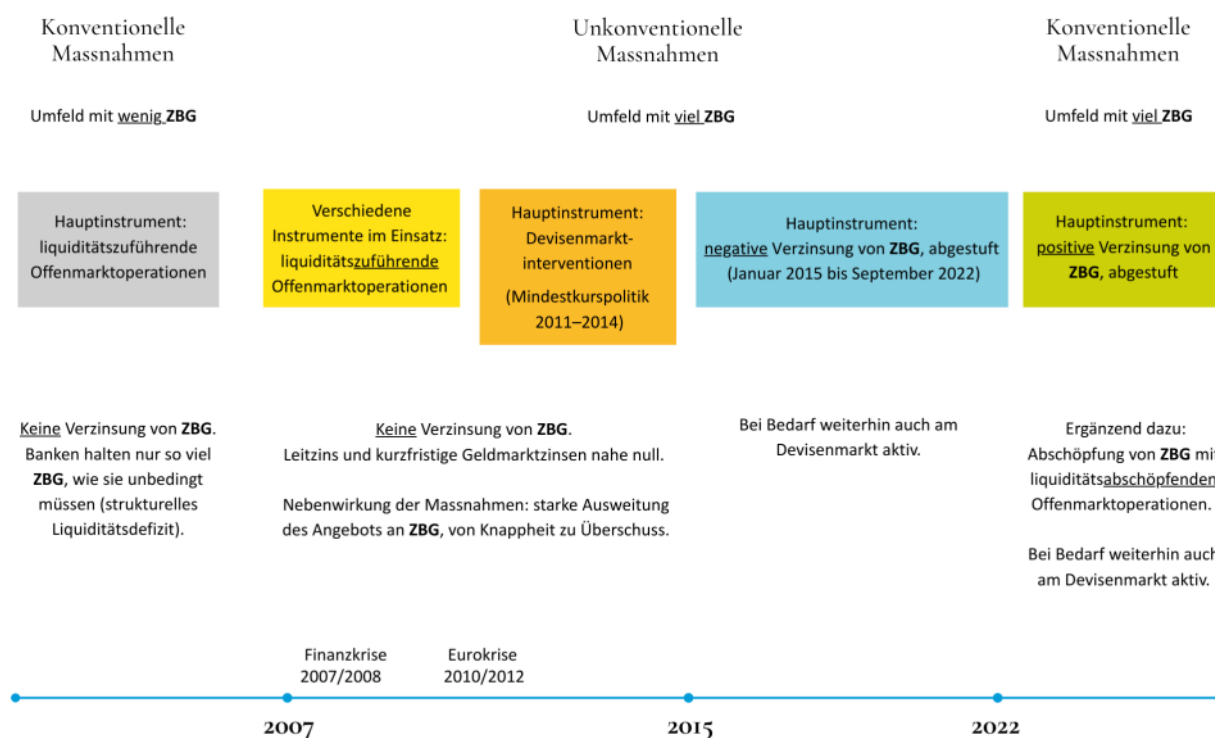 Konventionelle
Massnahmen
Unkonventionelle
Massnahmen
Konventionelle
Massnahmen
Umfeld mit wenig ZBG
Umfeld mit viel ZBG
Umfeld mit viel ZBG
Hauptinstrument:
liquiditätszuführende
Offenmarktoperationen
Verschiedene
Instrumente im Einsatz:
liquiditätszuführende
Offenmarktoperationen
Hauptinstrument:
Devisenmarkt-
interventionen
(Mindestkurspolitik
2011–2014)
Hauptinstrument:
negative Verzinsung von ZBG, abgestuft
(Januar 2015 bis September 2022)
Hauptinstrument:
positive Verzinsung von
ZBG, abgestuft
Keine Verzinsung von ZBG.
Banken halten nur so viel
ZBG, wie sie unbedingt
müssen (strukturelles
Liquiditätsdefizit).
Keine Verzinsung von ZBG.
Leitzins und kurzfristige Geldmarktzinsen nahe null.
Nebenwirkung der Massnahmen: starke Ausweitung
des Angebots an ZBG, von Knappheit zu Überschuss.
Bei Bedarf weiterhin auch am
Devisenmarkt aktiv.
Ergänzend dazu:
Abschöpfung von ZBG mit
liquiditätsabschöpfenden
Offenmarktoperationen.
Bei Bedarf weiterhin auch
am Devisenmarkt aktiv.
Finanzkrise
2007/2008
Eurokrise
2010/2012
2007
2015
2022